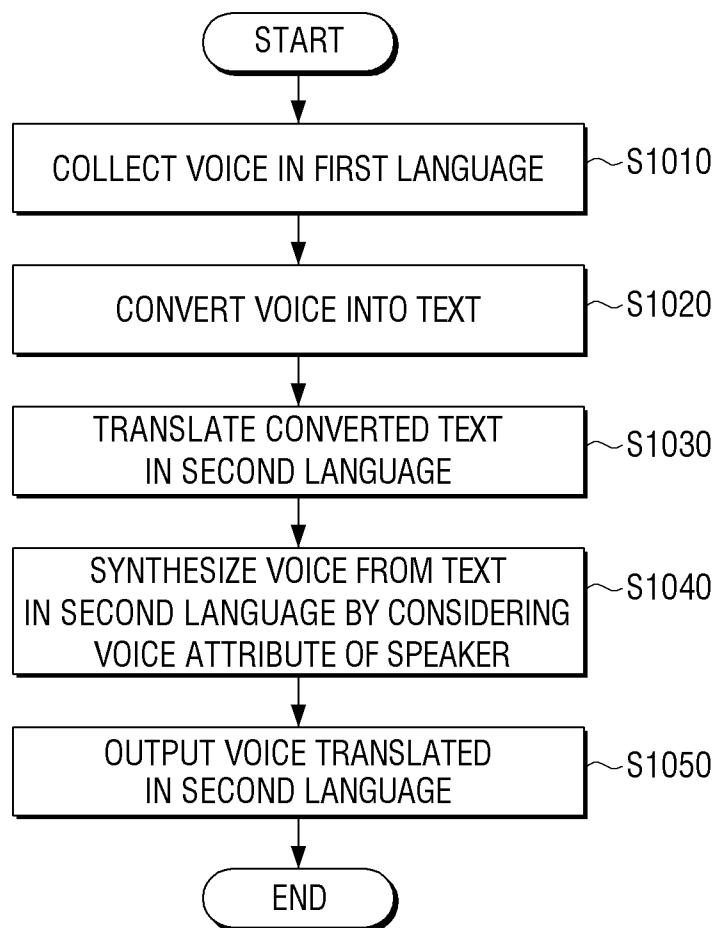 START
COLLECT VOICE IN FIRST LANGUAGE
S1010
CONVERT VOICE INTO TEXT
S1020
TRANSLATE CONVERTED TEXT
IN SECOND LANGUAGE
S1030
SYNTHESIZE VOICE FROM TEXT
IN SECOND LANGUAGE BY CONSIDERING
VOICE ATTRIBUTE OF SPEAKER
S1040
OUTPUT VOICE TRANSLATED
IN SECOND LANGUAGE
S1050
END